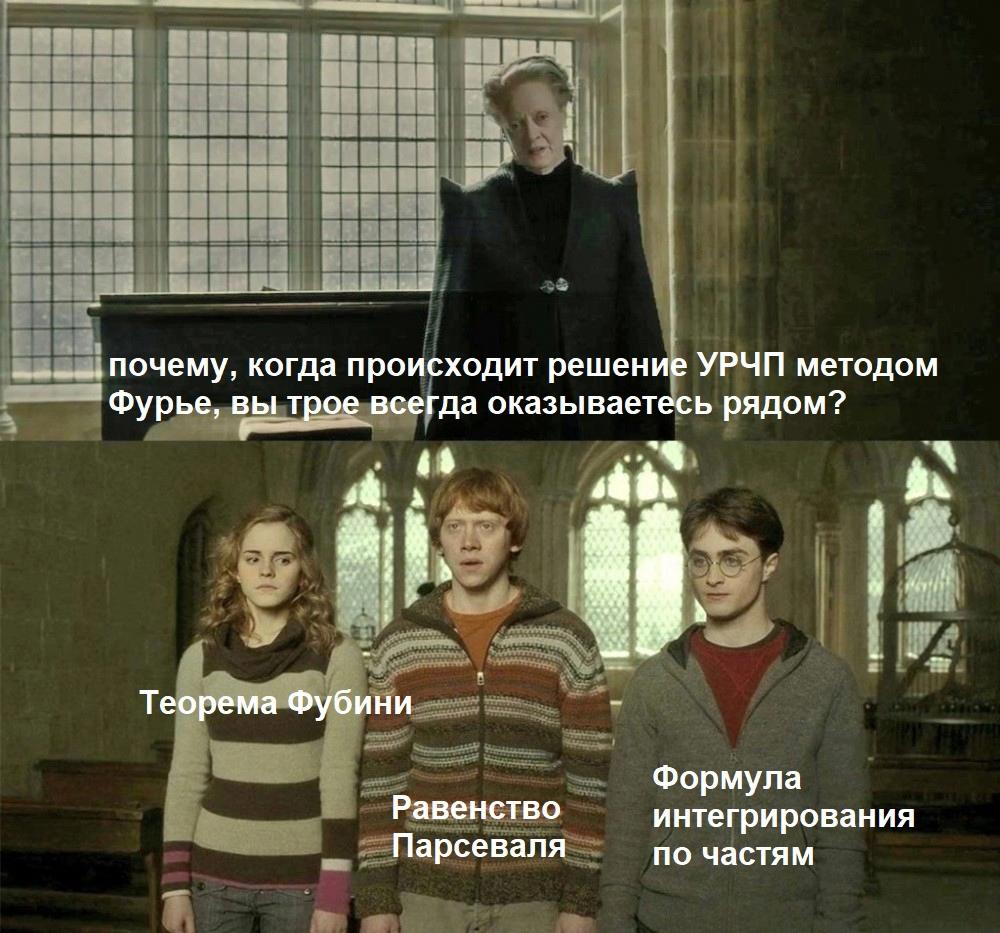 почему, когда происходит решение УРЧП методом
Фурье, вы трое всегда оказываетесь рядом?
Теорема Фубини
Равенство
Парсеваля
Формула
интегрирования
по частям